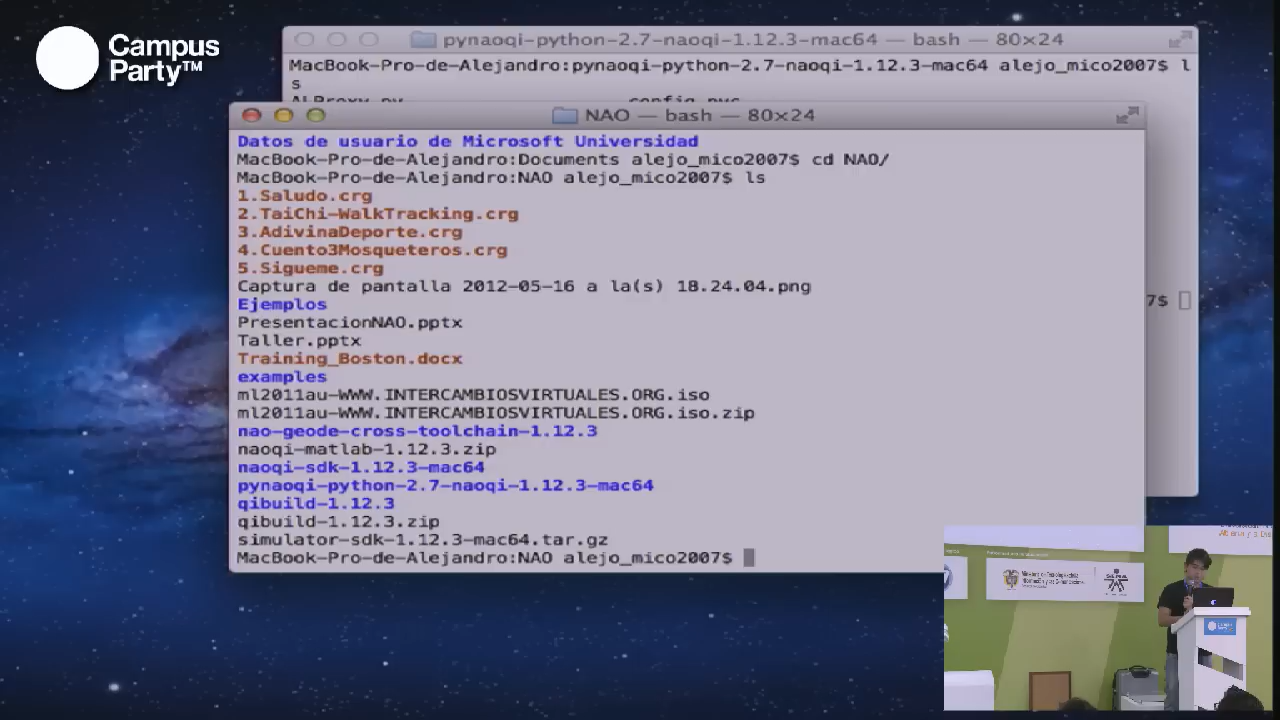 Campus
Party™
pynaoqi-python-2.7-naoqi-1.12.3-mac64 — bash — 80×24
MacBook-Pro-de-Alejandro:pynaoqi-python-2.7-naoqi-1.12.3-mac64 alejo_mico2007$ l
s
ALProxy.py config.pyc
NAO — bash — 80×24
Datos de usuario de Microsoft Universidad
MacBook-Pro-de-Alejandro:Documents alejo_mico2007$ cd NAO/
MacBook-Pro-de-Alejandro:NAO alejo_mico2007$ ls
1.Saludo.crg
2.TaiChi-WalkTracking.crg
3.AdivinaDeporte.crg
4.Cuento3Mosqueteros.crg
5.Sigueme.crg
Captura de pantalla 2012-05-16 a la(s) 18.24.04.png
7$
Ejemplos
PresentacionNAO.pptx
Taller.pptx
Training_Boston.docx
examples
ml2011au-WWW.INTERCAMBIOSVIRTUALES.ORG.iso
ml2011au-WWW.INTERCAMBIOSVIRTUALES.ORG.iso.zip
nao-geode-cross-toolchain-1.12.3
naoqi-matlab-1.12.3.zip
naoqi-sdk-1.12.3-mac64
pynaoqi-python-2.7-naoqi-1.12.3-mac64
qibuild-1.12.3
qibuild-1.12.3.zip
simulator-sdk-1.12.3-mac64.tar.gz
MacBook-Pro-de-Alejandro:NAO alejo_mico2007$
SENA